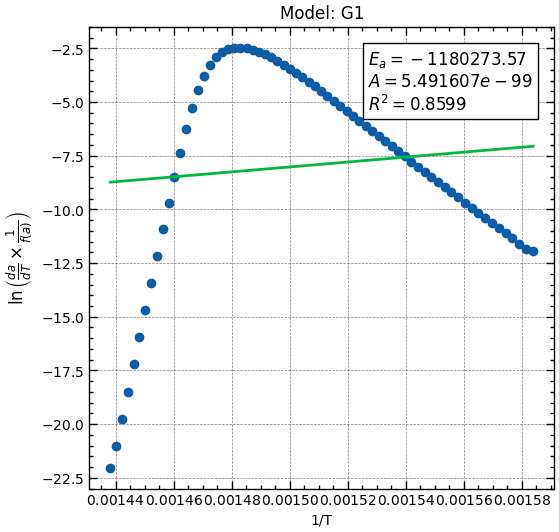 Model: G1
E_a = −1180273.57
A = 5.491607e − 99
R² = 0.8599
ln (da/dT × 1/f(a))
−2.5
−5.0
−7.5
−10.0
−12.5
−15.0
−17.5
−20.0
−22.5
0.00144 0.00146 0.00148 0.00150 0.00152 0.00154 0.00156 0.00158
1/T